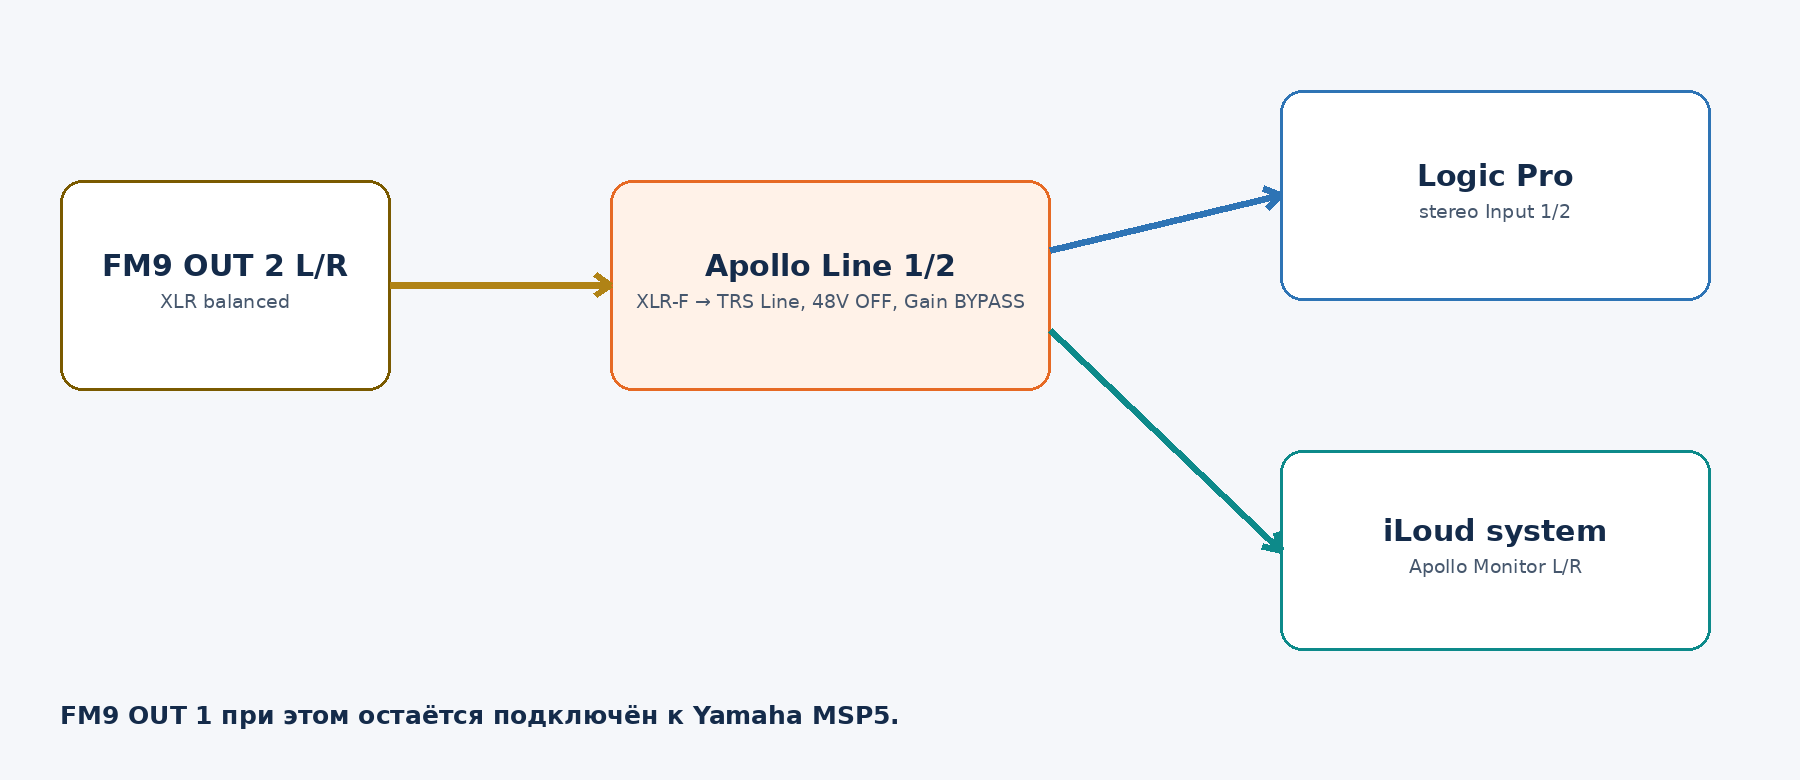 FM9 OUT 2 L/R
XLR balanced
Apollo Line 1/2
XLR-F → TRS Line, 48V OFF, Gain BYPASS
Logic Pro
stereo Input 1/2
iLoud system
Apollo Monitor L/R
FM9 OUT 1 при этом остаётся подключён к Yamaha MSP5.